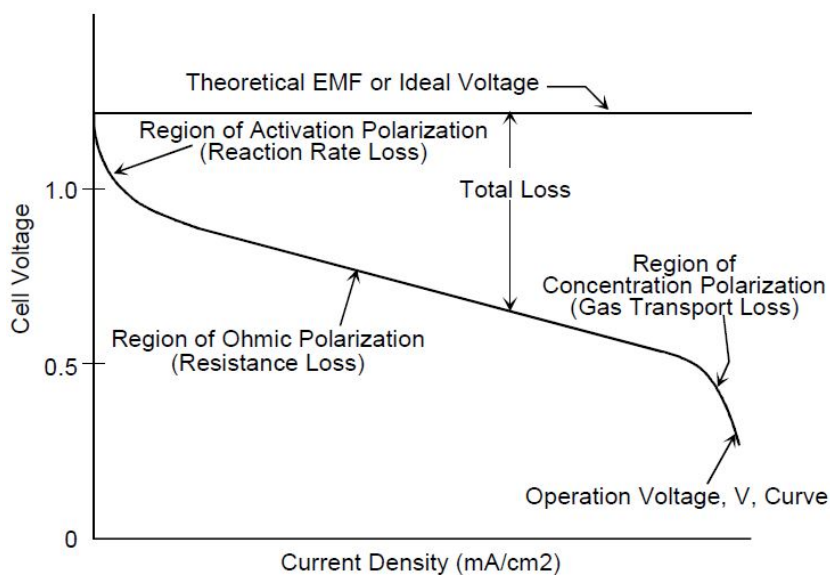 Theoretical EMF or Ideal Voltage
Region of Activation Polarization
(Reaction Rate Loss)
Total Loss
1.0
Region of
Concentration Polarization
(Gas Transport Loss)
Cell Voltage
Region of Ohmic Polarization
(Resistance Loss)
0.5
Operation Voltage, V, Curve
0
Current Density (mA/cm2)